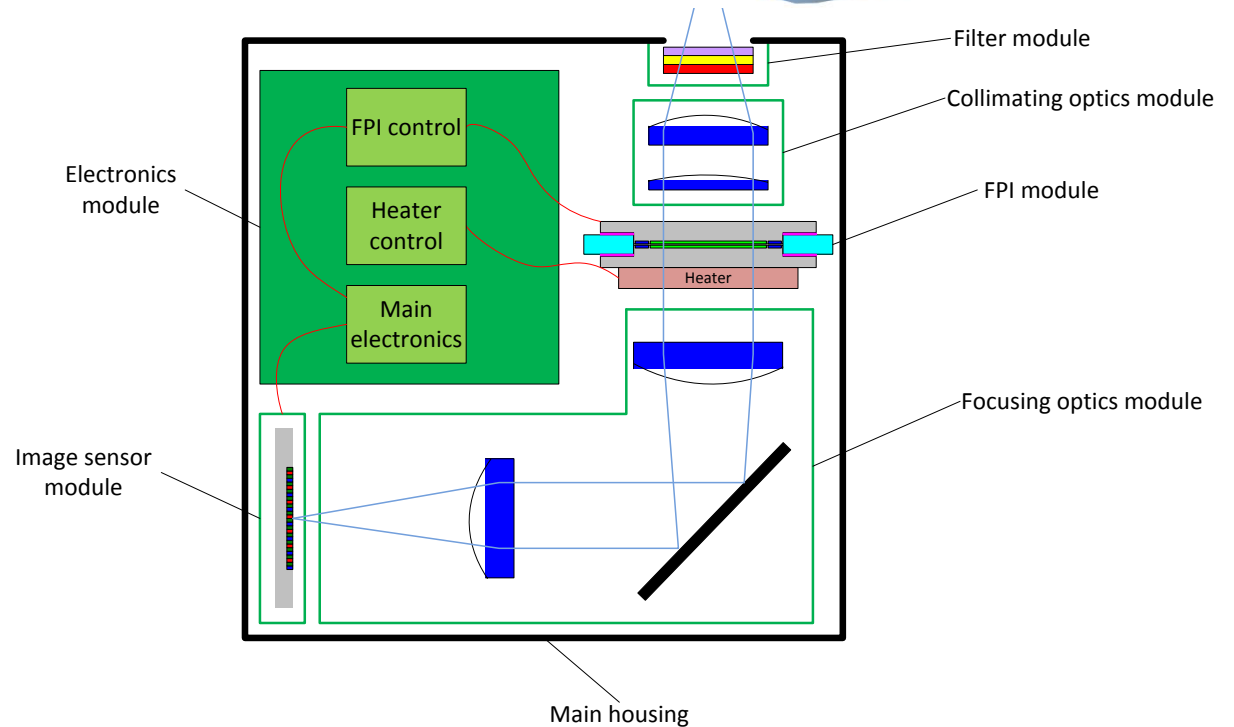 Filter module
Collimating optics module
FPI control
Electronics
module
FPI module
Heater
control
Heater
Main
electronics
Focusing optics module
Image sensor
module
Main housing